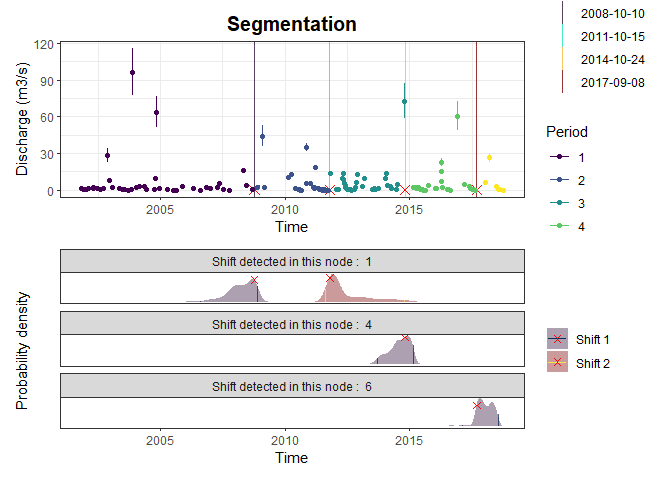 Segmentation
Discharge (m3/s)
120
90
60
30
0
2005
2010
2015
Time
2008-10-10
2011-10-15
2014-10-24
2017-09-08
Period
1
2
3
4
Probability density
Shift detected in this node : 1
Shift detected in this node : 4
Shift detected in this node : 6
2005
2010
2015
Time
Shift 1
Shift 2